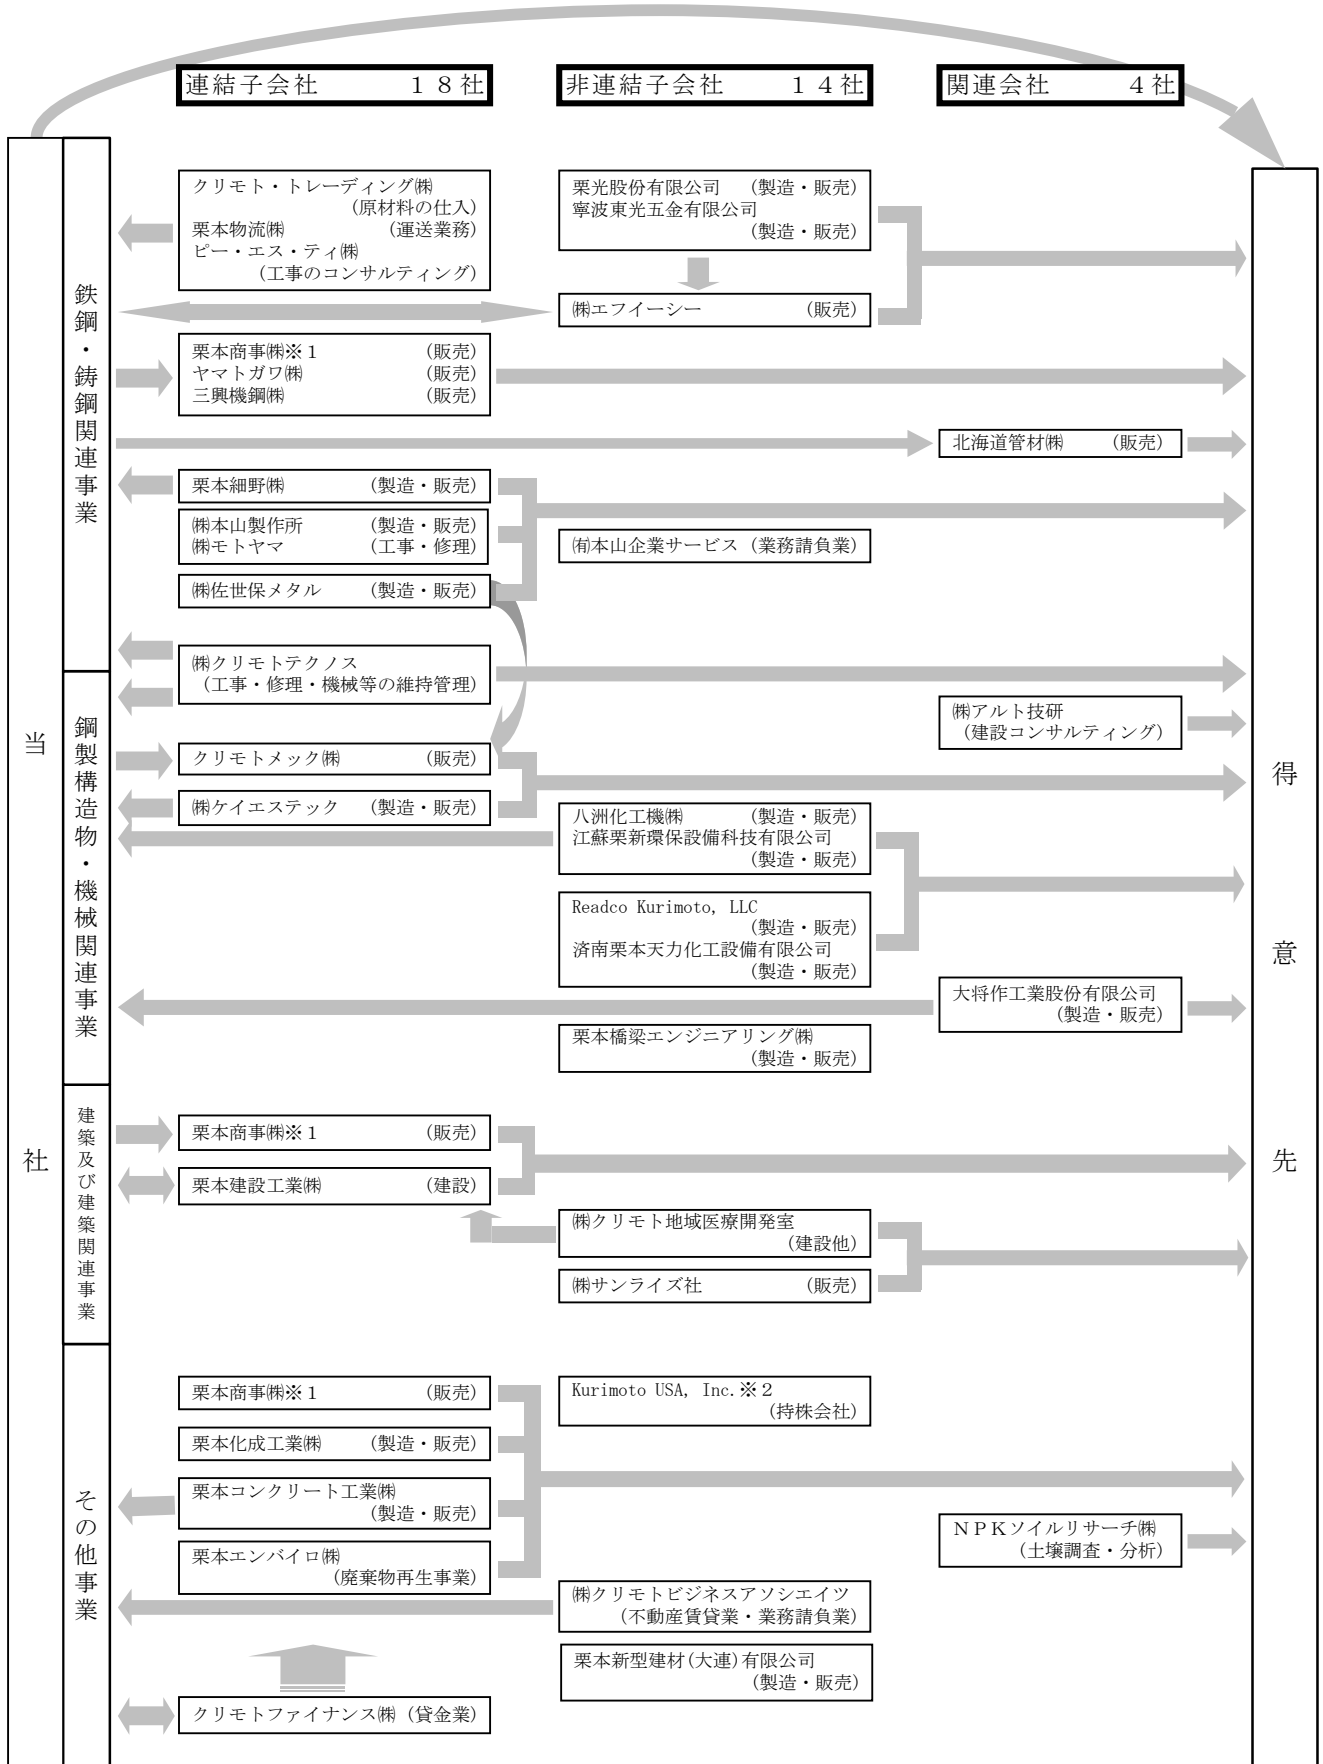 連結子会社　１８社
非連結子会社　１４社
関連会社　４社
当社
得意先
鉄鋼・鋳鋼関連事業
クリモト・トレーディング㈱
（原材料の仕入）
栗本物流㈱　（運送業務）
ピー・エス・ティ㈱
（工事のコンサルティング）
栗光股份有限公司　（製造・販売）
寧波東光五金有限公司
（製造・販売）
㈱エフイーシー　（販売）
栗本商事㈱※１　（販売）
ヤマトガワ㈱　（販売）
三興機鋼㈱　（販売）
北海道管材㈱　（販売）
栗本細野㈱　（製造・販売）
㈱本山製作所　（製造・販売）
㈱モトヤマ　（工事・修理）
㈲本山企業サービス（業務請負業）
㈱佐世保メタル　（製造・販売）
㈱クリモトテクノス
（工事・修理・機械等の維持管理）
鋼製構造物・機械関連事業
㈱アルト技研
（建設コンサルティング）
クリモトメック㈱　（販売）
㈱ケイエステック　（製造・販売）
八洲化工機㈱　（製造・販売）
江蘇栗新環保設備科技有限公司
（製造・販売）
Readco Kurimoto, LLC
（製造・販売）
済南栗本天力化工設備有限公司
（製造・販売）
大将作工業股份有限公司
（製造・販売）
栗本橋梁エンジニアリング㈱
（製造・販売）
建築及び建築関連事業
栗本商事㈱※１　（販売）
栗本建設工業㈱　（建設）
㈱クリモト地域医療開発室
（建設他）
㈱サンライズ社　（販売）
その他事業
栗本商事㈱※１　（販売）
Kurimoto USA, Inc.※２
（持株会社）
栗本化成工業㈱　（製造・販売）
栗本コンクリート工業㈱
（製造・販売）
ＮＰＫソイルリサーチ㈱
（土壌調査・分析）
栗本エンバイロ㈱
（廃棄物再生事業）
㈱クリモトビジネスアソシエイツ
（不動産賃貸業・業務請負業）
栗本新型建材(大連)有限公司
（製造・販売）
クリモトファイナンス㈱（貸金業）